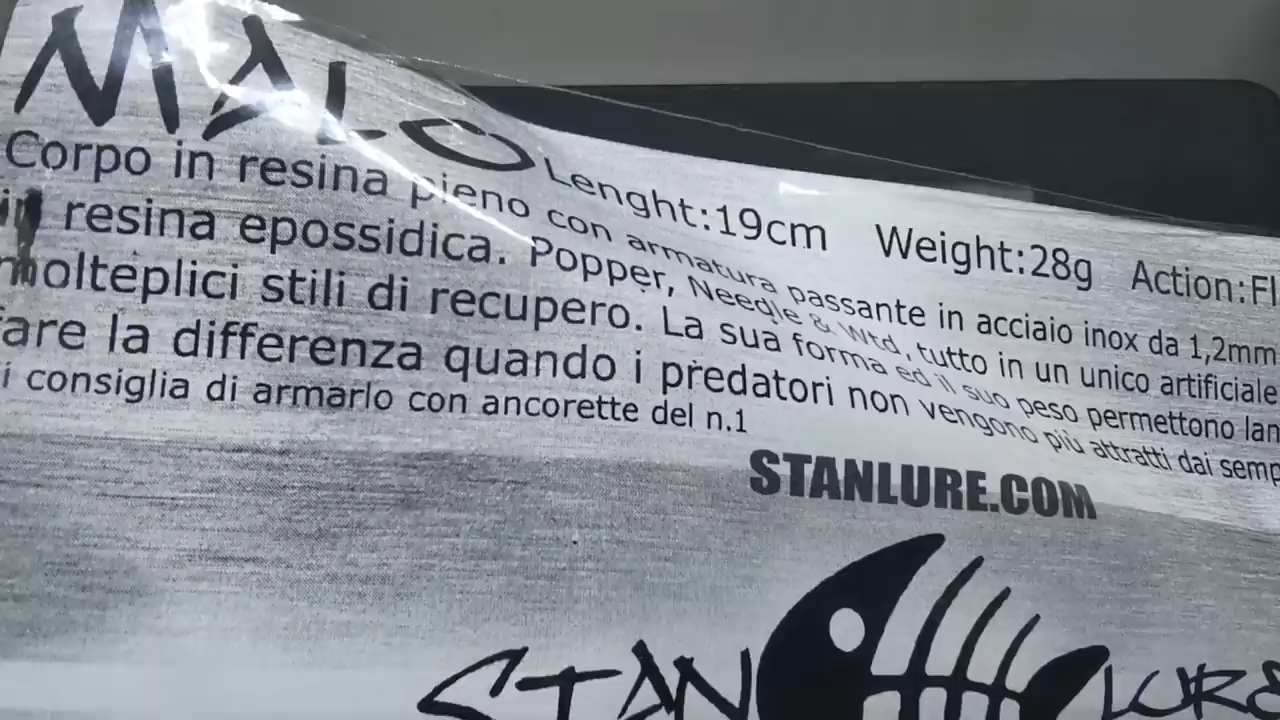 MALO
Lenght:19cm Weight:28g Action:Fl
Corpo in resina pieno con armatura passante in acciaio inox da 1,2mm
in resina epossidica. Popper, Needle & Wtd, tutto in un unico artificiale
molteplici stili di recupero. La sua forma ed il suo peso permettono lan
fare la differenza quando i predatori non vengono più attratti dai semp
i consiglia di armarlo con ancorette del n.1
STANLURE.COM
STAN LURE